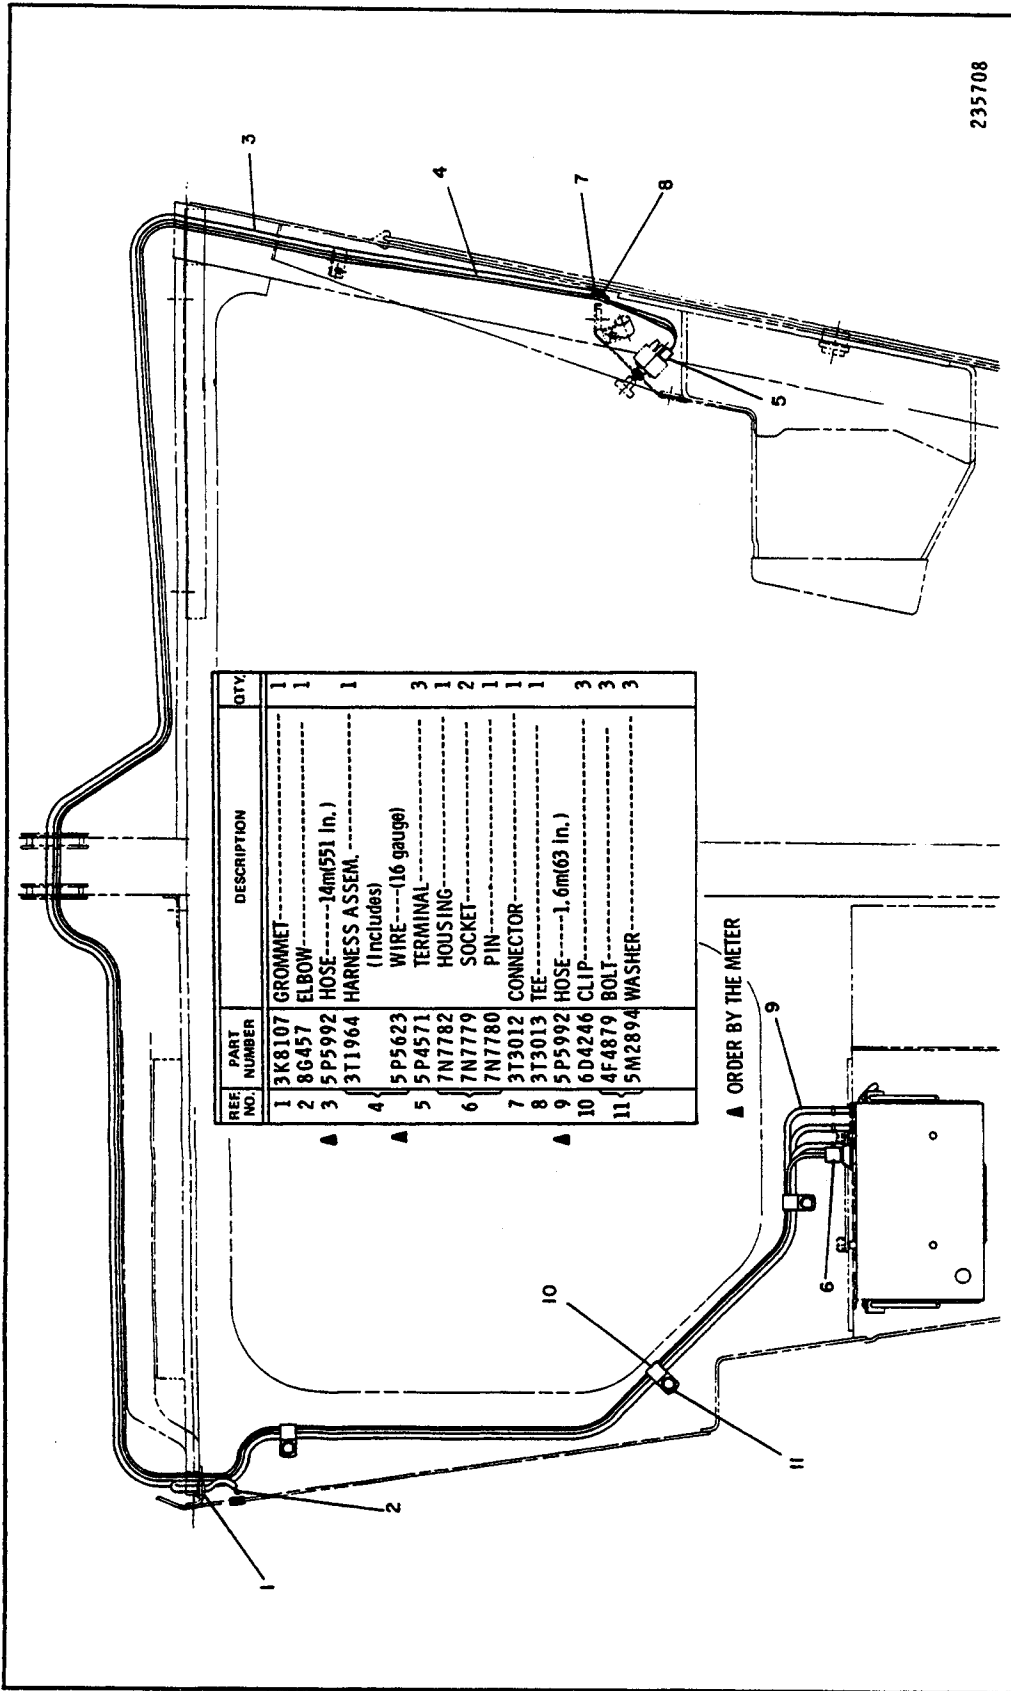 235708
REF. NO. PART NUMBER DESCRIPTION QTY.
1 3K8107 GROMMET---------- 1
2 8G457 ELBOW---------- 1
▲ 3 5P5992 HOSE-----14m(551 in.)
4 3T1964 HARNESS ASSEM.---------- 1
(Includes)
▲ 5P5623 WIRE----(16 gauge)
5 5P4571 TERMINAL---------- 3
6 7N7782 HOUSING---------- 1
7N7779 SOCKET---------- 2
7N7780 PIN---------- 1
7 3T3012 CONNECTOR---------- 1
8 3T3013 TEE---------- 1
▲ 9 5P5992 HOSE----1.6m(63 in.)
10 6D4246 CLIP---------- 3
11 4F4879 BOLT---------- 3
5M2894 WASHER---------- 3
▲ ORDER BY THE METER
1
2
3
4
5
6
7
8
9
10
11